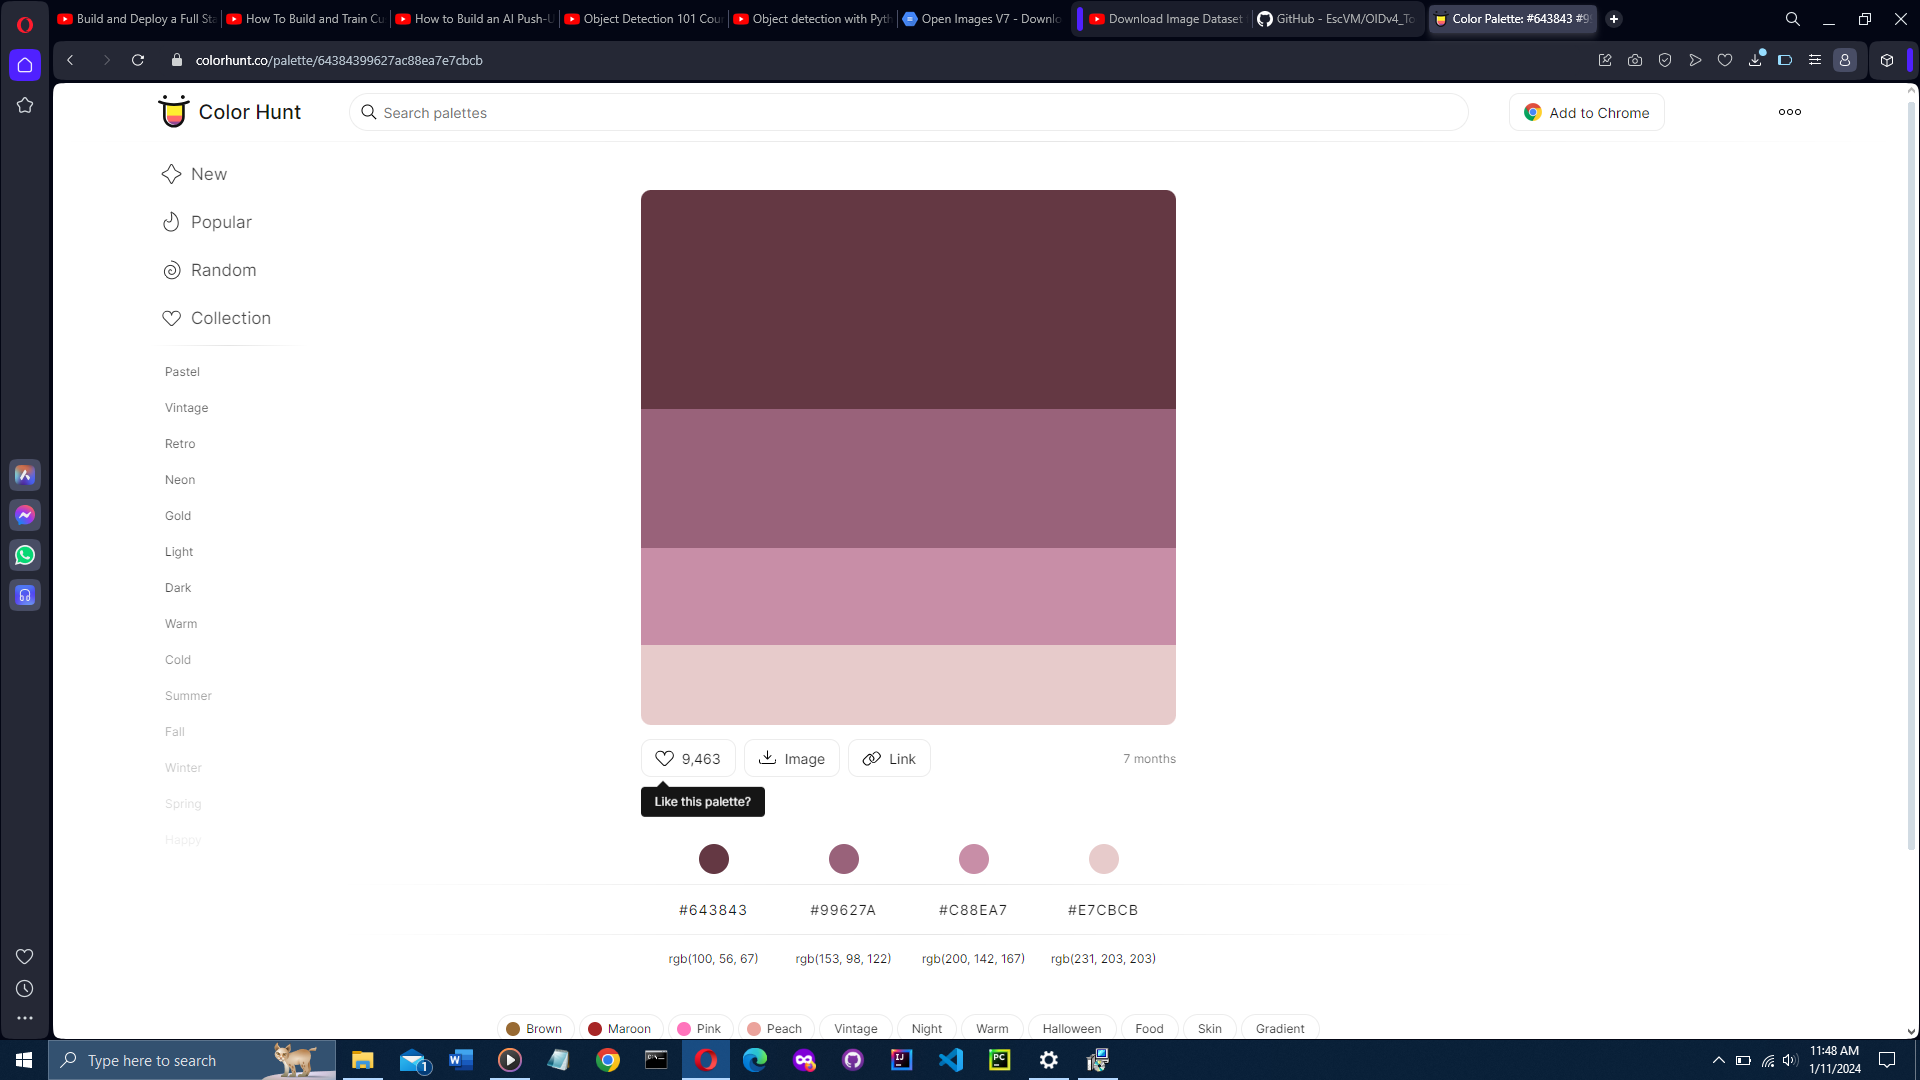 Build and Deploy a Full Sta
How To Build and Train Cu
How to Build an AI Push-U
Object Detection 101 Cour
Object detection with Pyth
Open Images V7 - Downlo
Download Image Dataset
GitHub - EscVM/OIDv4_To
Color Palette: #643843 #9
colorhunt.co/palette/64384399627ac88ea7e7cbcb
Color Hunt
Search palettes
Add to Chrome
New
Popular
Random
Collection
Pastel
Vintage
Retro
Neon
Gold
Light
Dark
Warm
Cold
Summer
Fall
Winter
Spring
Happy
9,463
Image
Link
7 months
Like this palette?
#643843 #99627A #C88EA7 #E7CBCB
rgb(100, 56, 67) rgb(153, 98, 122) rgb(200, 142, 167) rgb(231, 203, 203)
Brown Maroon Pink Peach Vintage Night Warm Halloween Food Skin Gradient
Type here to search
1
11:48 AM
1/11/2024